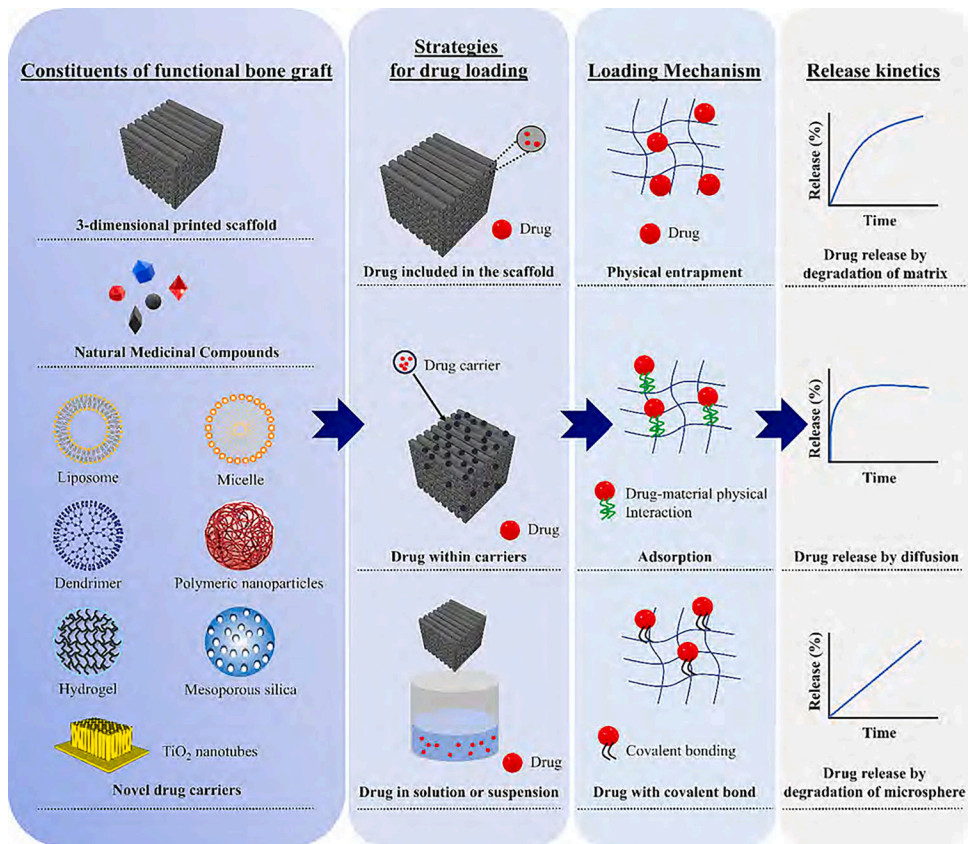 Constituents of functional bone graft
3-dimensional printed scaffold
Natural Medicinal Compounds
Liposome
Micelle
Dendrimer
Polymeric nanoparticles
Hydrogel
Mesoporous silica
TiO₂ nanotubes
Novel drug carriers
Strategies
for drug loading
Drug
Drug included in the scaffold
Drug carrier
Drug
Drug within carriers
Drug
Drug in solution or suspension
Loading Mechanism
Drug
Physical entrapment
Drug-material physical
Interaction
Adsorption
Covalent bonding
Drug with covalent bond
Release kinetics
Release (%)
Time
Drug release by
degradation of matrix
Release (%)
Time
Drug release by diffusion
Release (%)
Time
Drug release by
degradation of microsphere